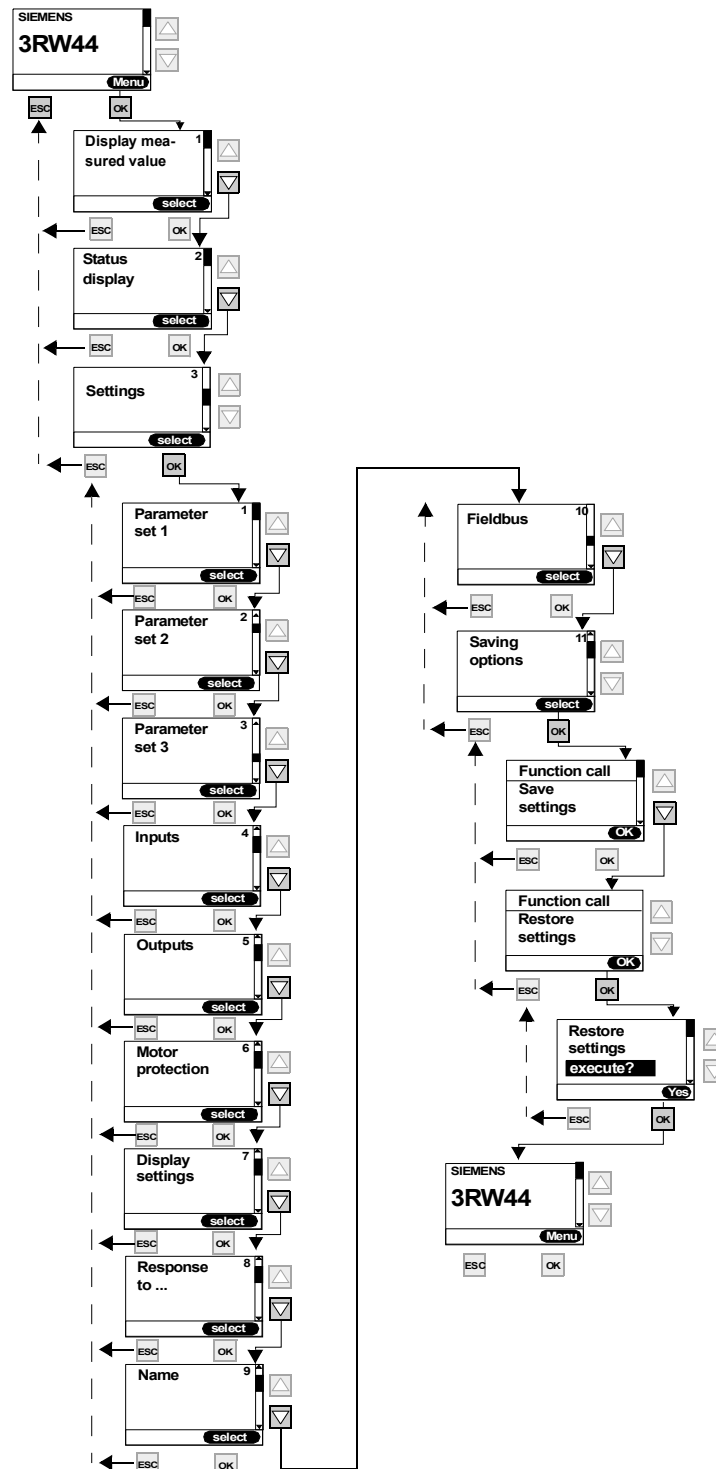 SIEMENS
3RW44
Menu
ESC
OK
Display mea-
sured value
1
select
ESC
OK
Status
display
2
select
ESC
OK
Settings
3
select
ESC
OK
Parameter
set 1
1
select
ESC
OK
Parameter
set 2
2
select
ESC
OK
Parameter
set 3
3
select
ESC
OK
Inputs
4
select
ESC
OK
Outputs
5
select
ESC
OK
Motor
protection
6
select
ESC
OK
Display
settings
7
select
ESC
OK
Response
to ...
8
select
ESC
OK
Name
9
select
ESC
OK
Fieldbus
10
select
ESC
OK
Saving
options
11
select
ESC
OK
Function call
Save
settings
OK
ESC
OK
Function call
Restore
settings
OK
ESC
OK
Restore
settings
execute?
Yes
ESC
OK
SIEMENS
3RW44
Menu
ESC
OK